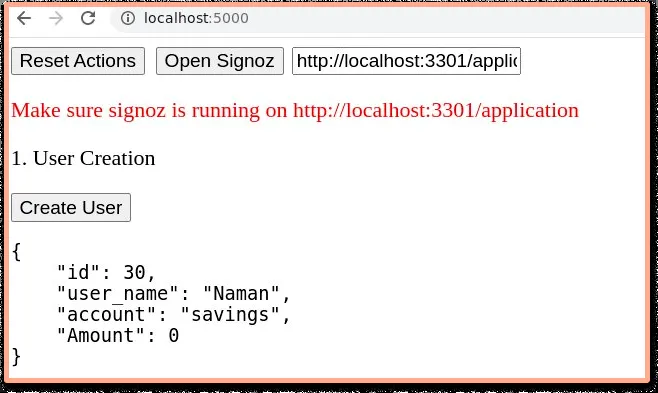 localhost:5000
Reset Actions Open Signoz http://localhost:3301/applic
Make sure signoz is running on http://localhost:3301/application
1. User Creation
Create User
{
    "id": 30,
    "user_name": "Naman",
    "account": "savings",
    "Amount": 0
}